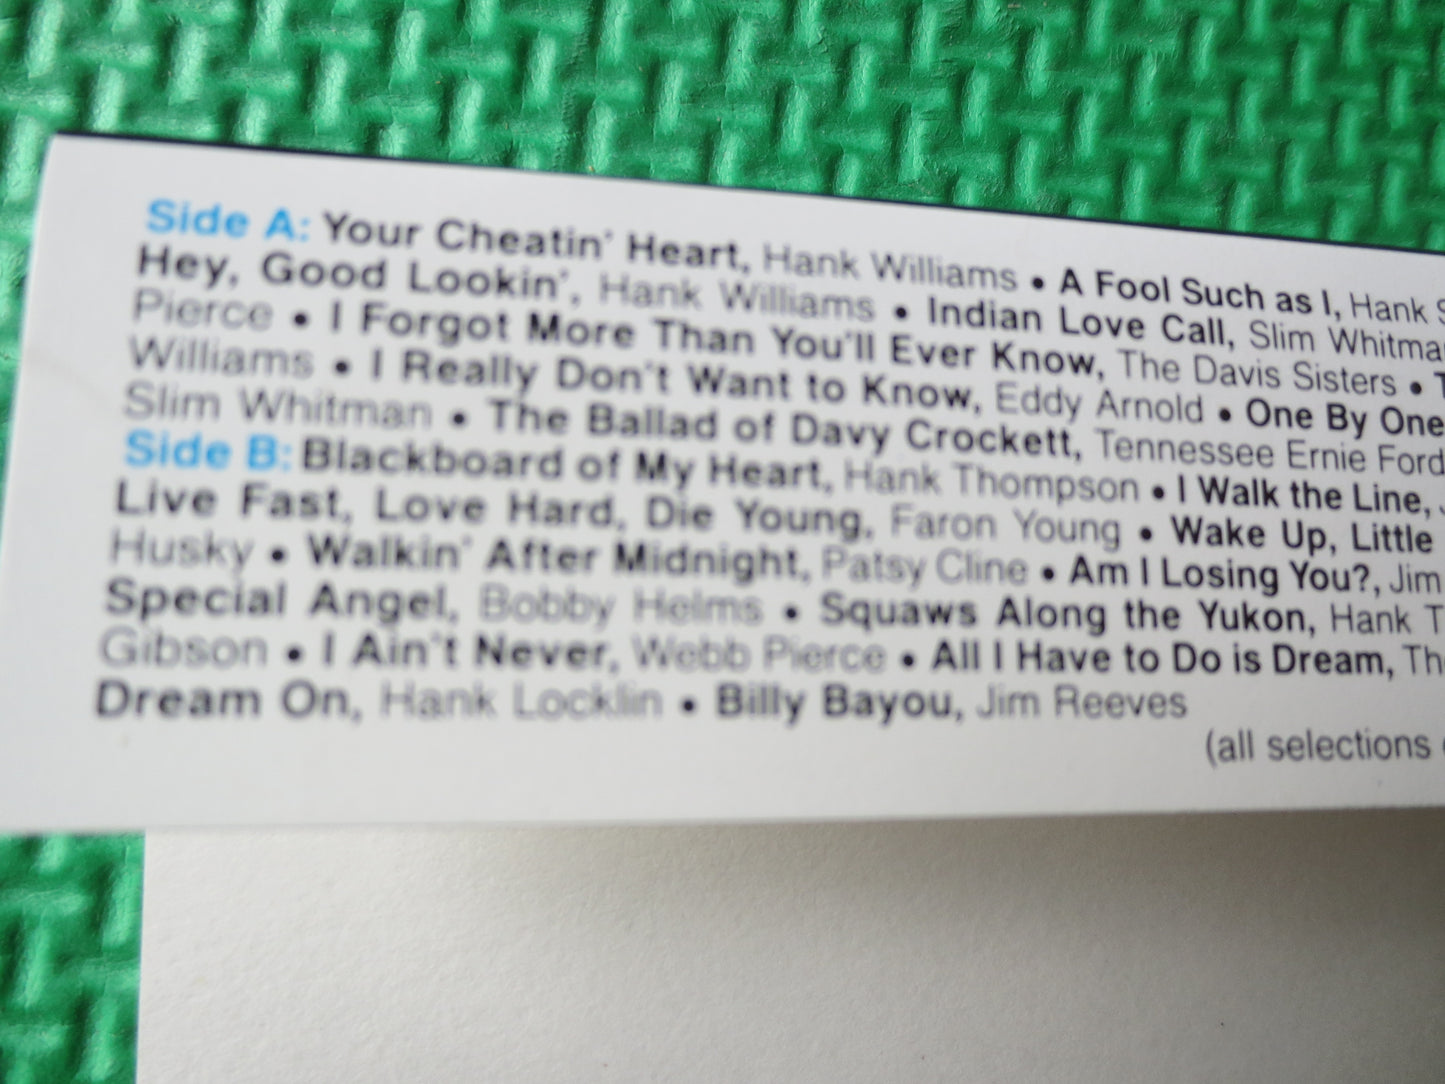 Side A: Your Cheatin' Heart, Hank Williams • A Fool Such as I, Hank
Hey, Good Lookin', Hank Williams • Indian Love Call, Slim Whitma
Pierce • I Forgot More Than You'll Ever Know, The Davis Sisters •
Williams • I Really Don't Want to Know, Eddy Arnold • One By One
Slim Whitman • The Ballad of Davy Crockett, Tennessee Ernie Ford
Side B: Blackboard of My Heart, Hank Thompson • I Walk the Line,
Live Fast, Love Hard, Die Young, Faron Young • Wake Up, Little
Husky • Walkin' After Midnight, Patsy Cline • Am I Losing You?, Jim
Special Angel, Bobby Helms • Squaws Along the Yukon, Hank T
Gibson • I Ain't Never, Webb Pierce • All I Have to Do is Dream, Th
Dream On, Hank Locklin • Billy Bayou, Jim Reeves
(all selections